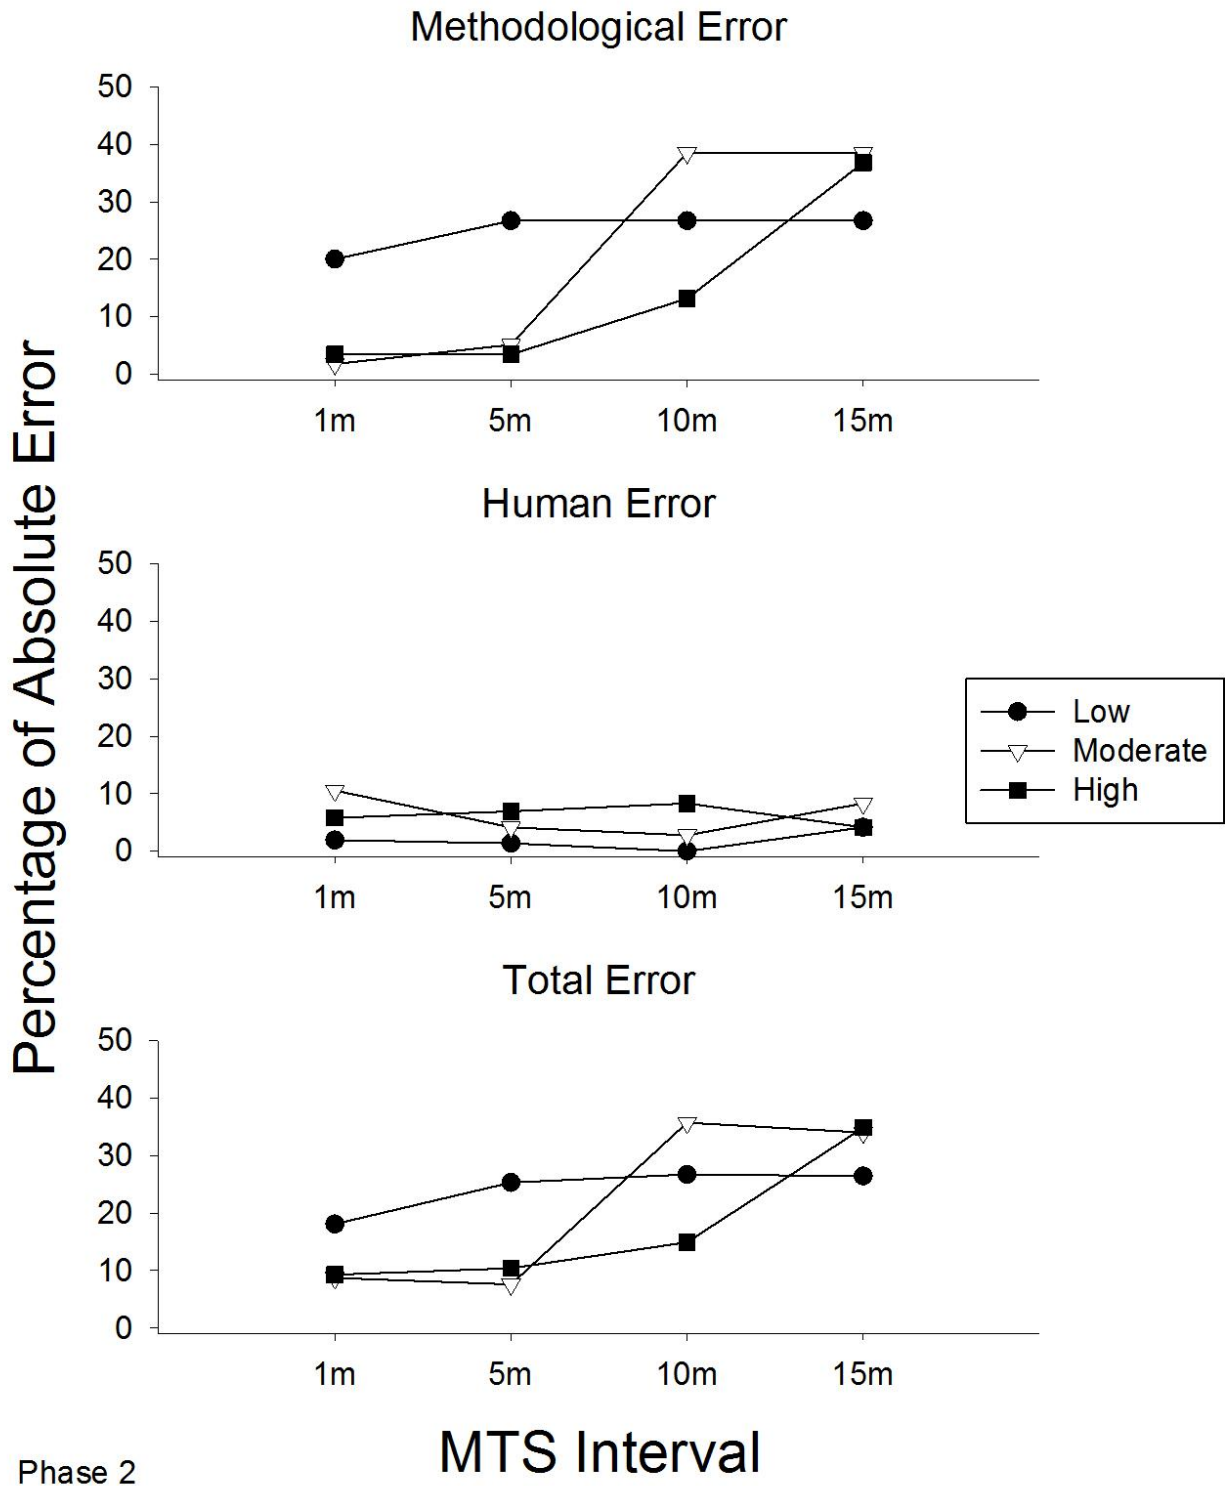 Methodological Error
50
40
30
20
10
0
1m 5m 10m 15m
Percentage of Absolute Error
Human Error
50
40
30
20
10
0
1m 5m 10m 15m
Low
Moderate
High
Total Error
50
40
30
20
10
0
1m 5m 10m 15m
MTS Interval
Phase 2